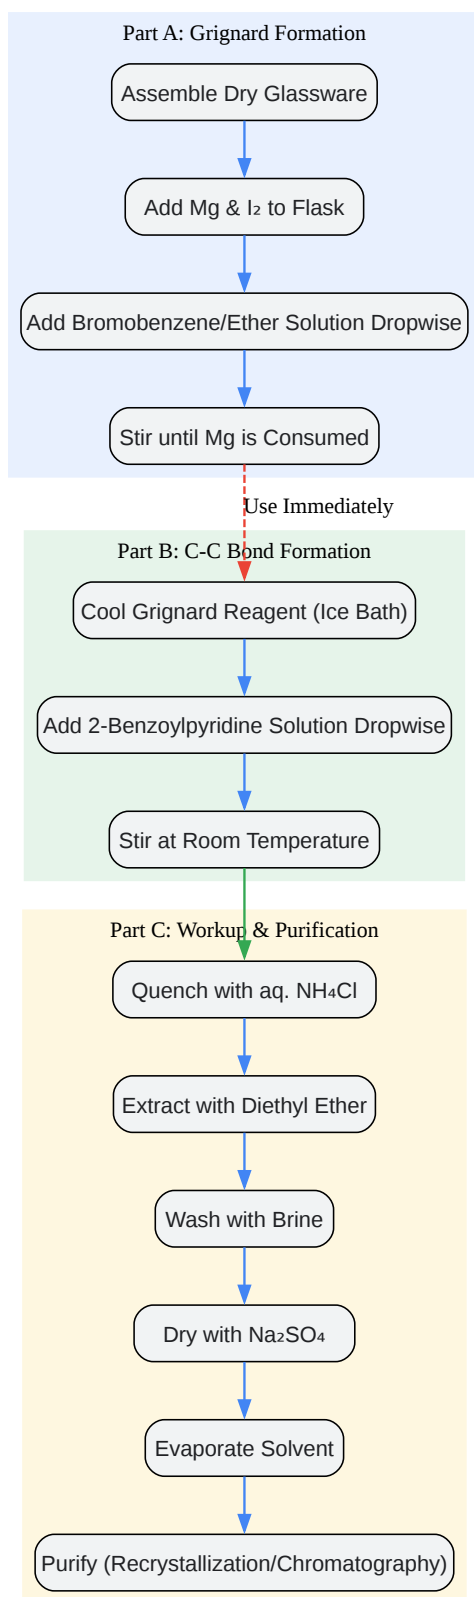 Part A: Grignard Formation
Assemble Dry Glassware
Add Mg & I₂ to Flask
Add Bromobenzene/Ether Solution Dropwise
Stir until Mg is Consumed
Use Immediately
Part B: C-C Bond Formation
Cool Grignard Reagent (Ice Bath)
Add 2-Benzoylpyridine Solution Dropwise
Stir at Room Temperature
Part C: Workup & Purification
Quench with aq. NH₄Cl
Extract with Diethyl Ether
Wash with Brine
Dry with Na₂SO₄
Evaporate Solvent
Purify (Recrystallization/Chromatography)